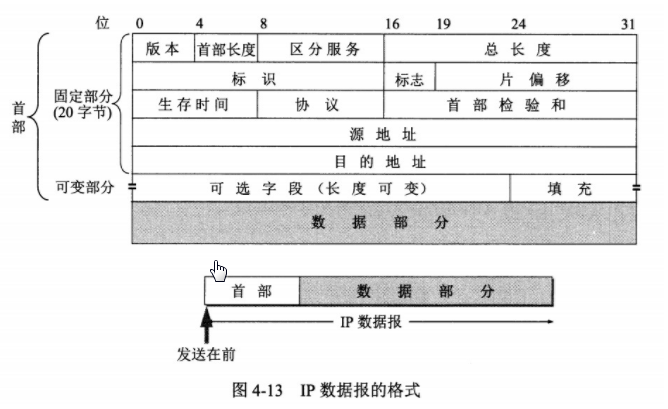 位 0 4 8 16 19 24 31
版本 首部长度 区分服务 总长度
标识 标志 片偏移
生存时间 协议 首部检验和
源地址
目的地址
可选字段（长度可变） 填充
数据部分
首部
固定部分
(20字节)
可变部分
首部 数据部分
IP 数据报
发送在前
图 4-13 IP 数据报的格式